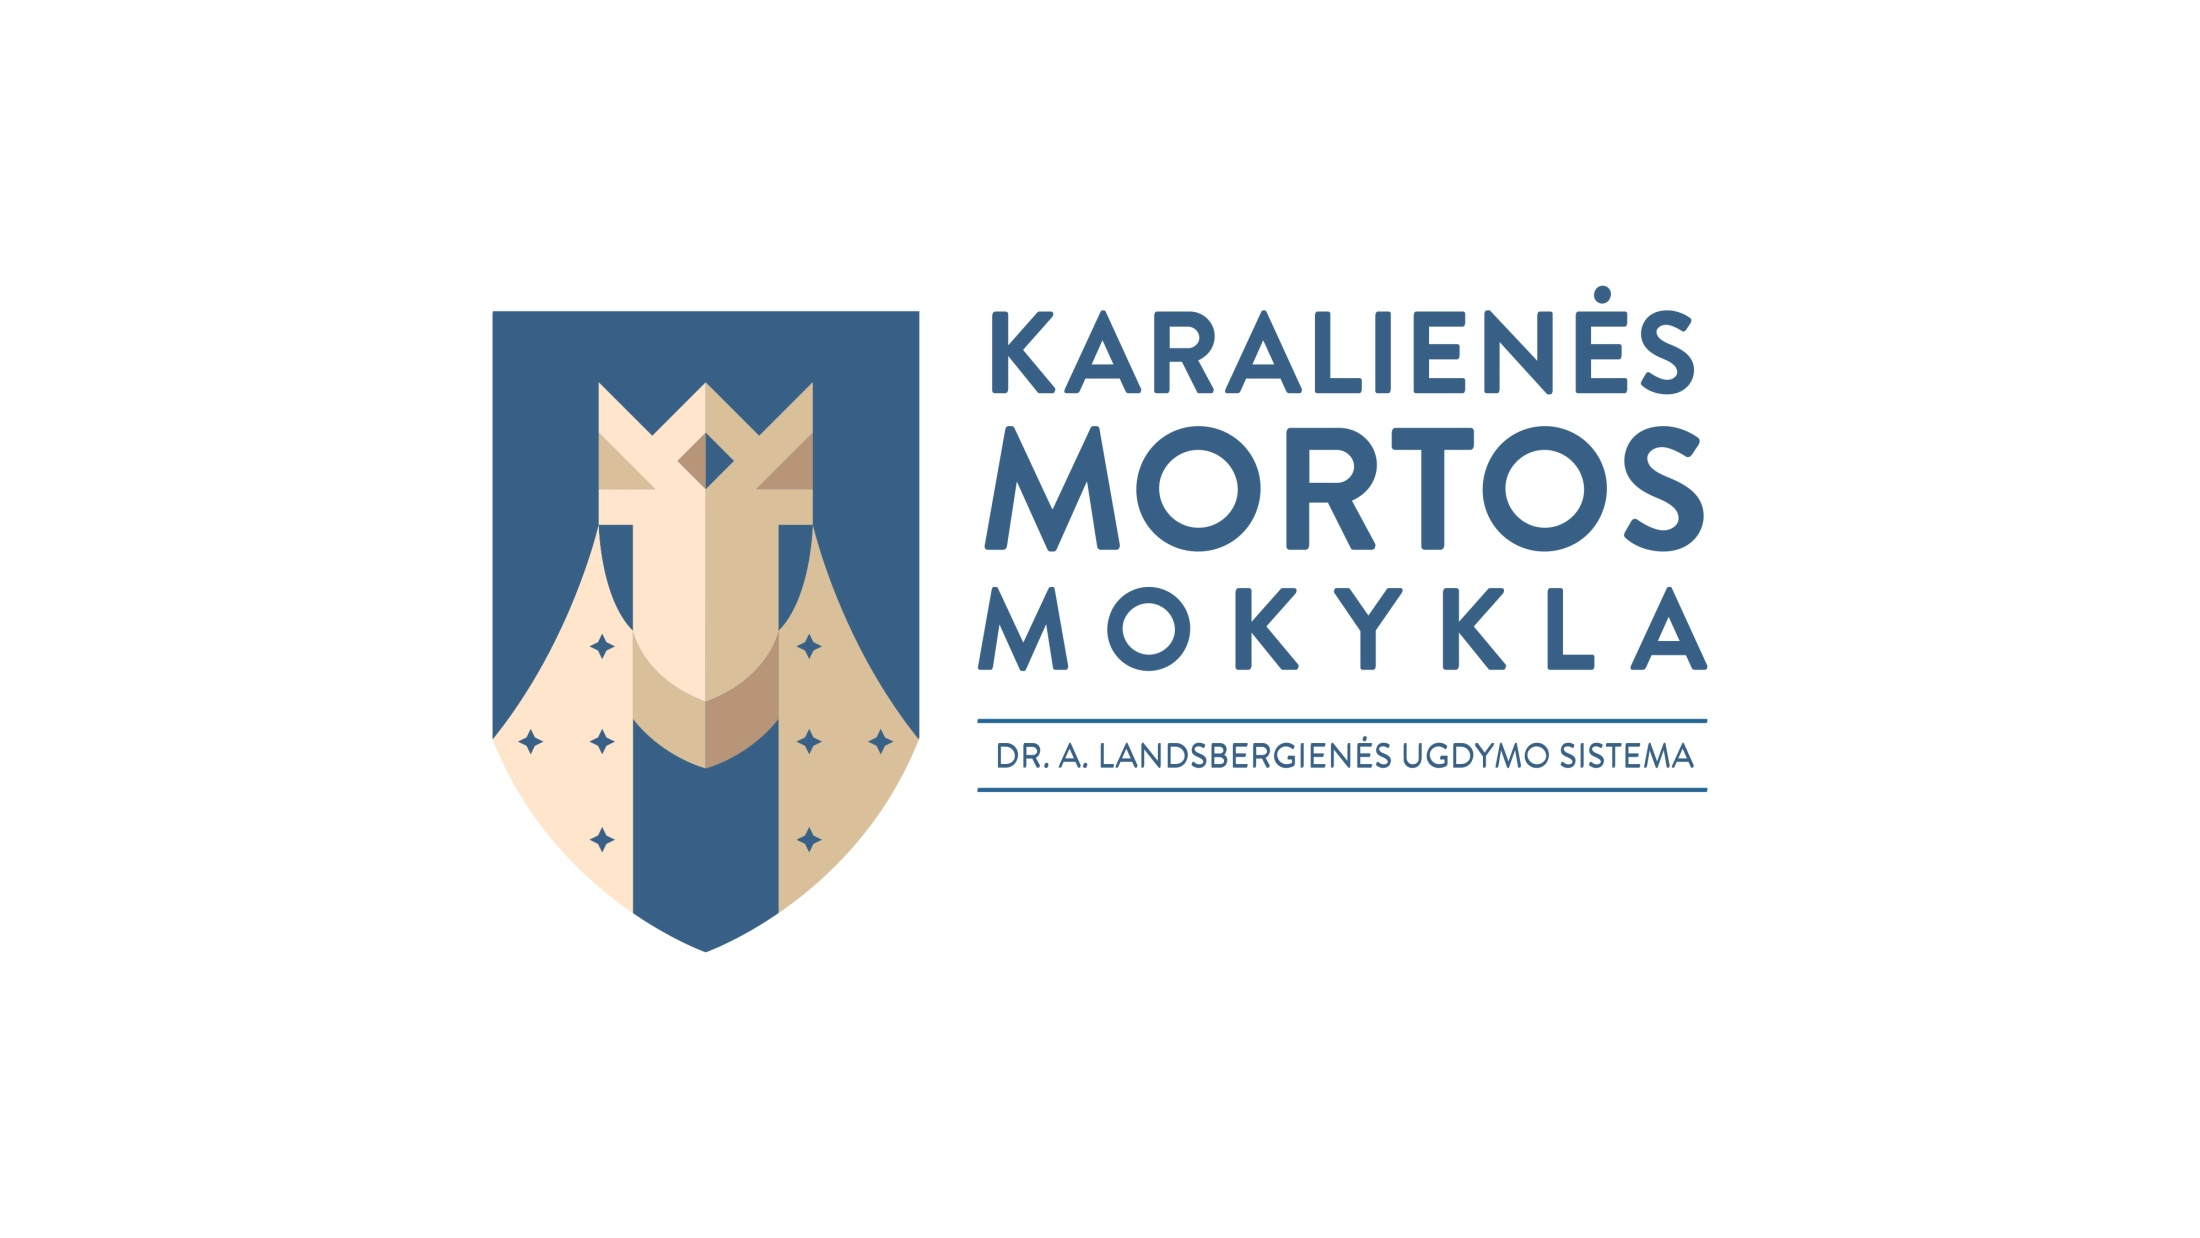 KARALIENĖS
MORTOS
MOKYKLA
DR. A. LANDSBERGIENĖS UGDYMO SISTEMA